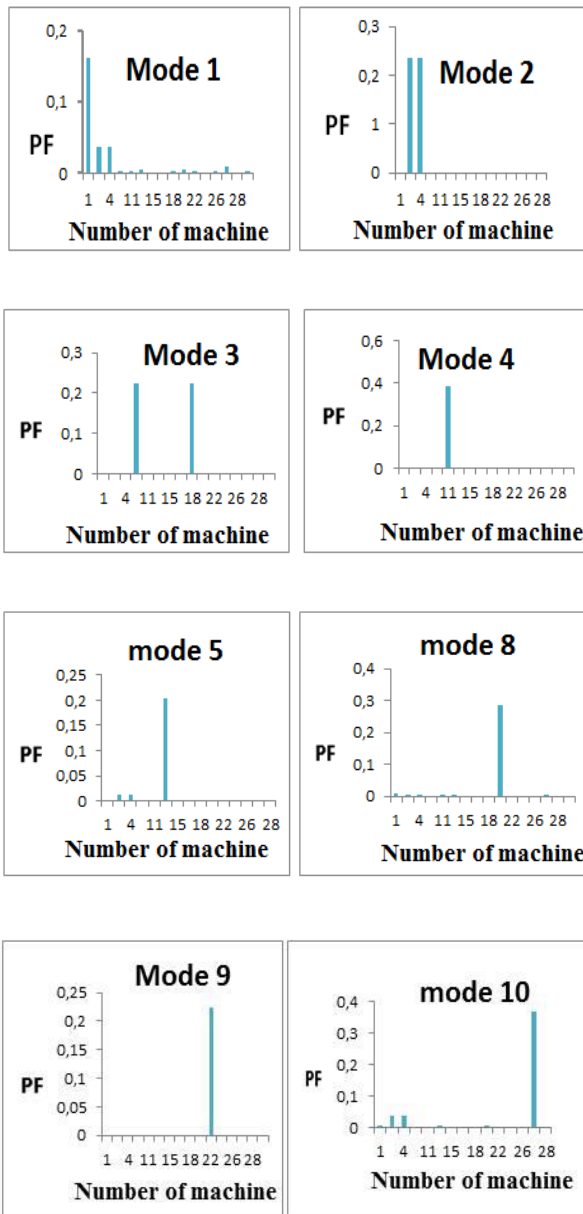 Mode 1
0,2
0,1
0
PF
1 4 11 15 18 22 28
Number of machine
Mode 2
0,3
0,2
1
0
PF
1 4 11 15 18 22 26 28
Number of machine
Mode 3
0,3
0,2
0,1
0
PF
1 4 11 15 18 22 26 28
Number of machine
Mode 4
0,6
0,4
0,2
0
PF
1 4 11 15 18 22 26 28
Number of machine
mode 5
0,25
0,2
0,15
0,1
0,05
0
PF
1 4 11 15 18 22 26 28
Number of machine
mode 8
0,4
0,3
0,2
0,1
0
PF
1 4 11 15 18 22 26 28
Number of machine
Mode 9
0,25
0,2
0,15
0,1
0,05
0
PF
1 4 11 15 18 22 26 28
Number of machine
mode 10
0,4
0,3
0,2
0,1
0
PF
1 4 11 15 18 22 26 28
Number of machine